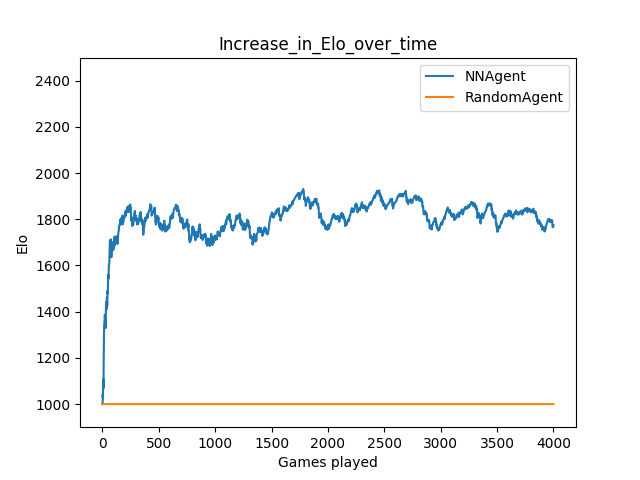 Increase_in_Elo_over_time
NNAgent
RandomAgent
2400
2200
2000
1800
1600
1400
1200
1000
Elo
0 500 1000 1500 2000 2500 3000 3500 4000
Games played